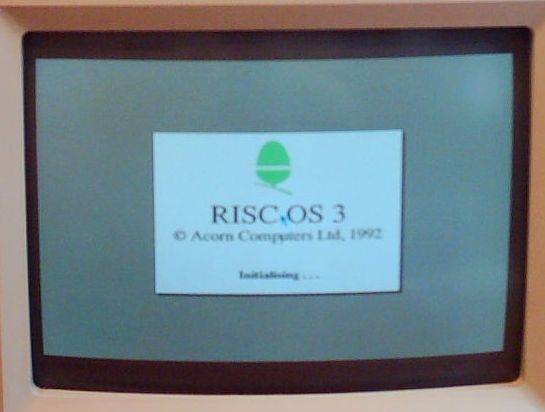 RISC OS 3
© Acorn Computers Ltd, 1992
Initialising . . .